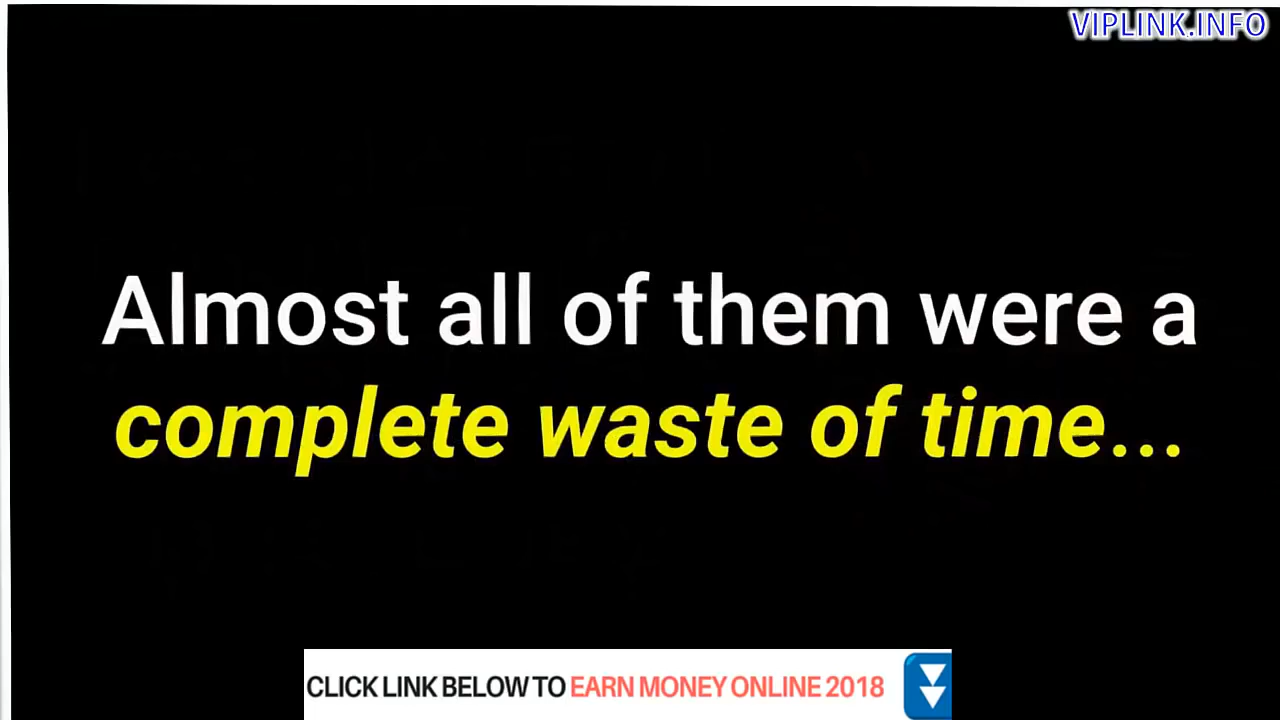 VIPLINK.INFO
Almost all of them were a
complete waste of time...
CLICK LINK BELOW TO EARN MONEY ONLINE 2018